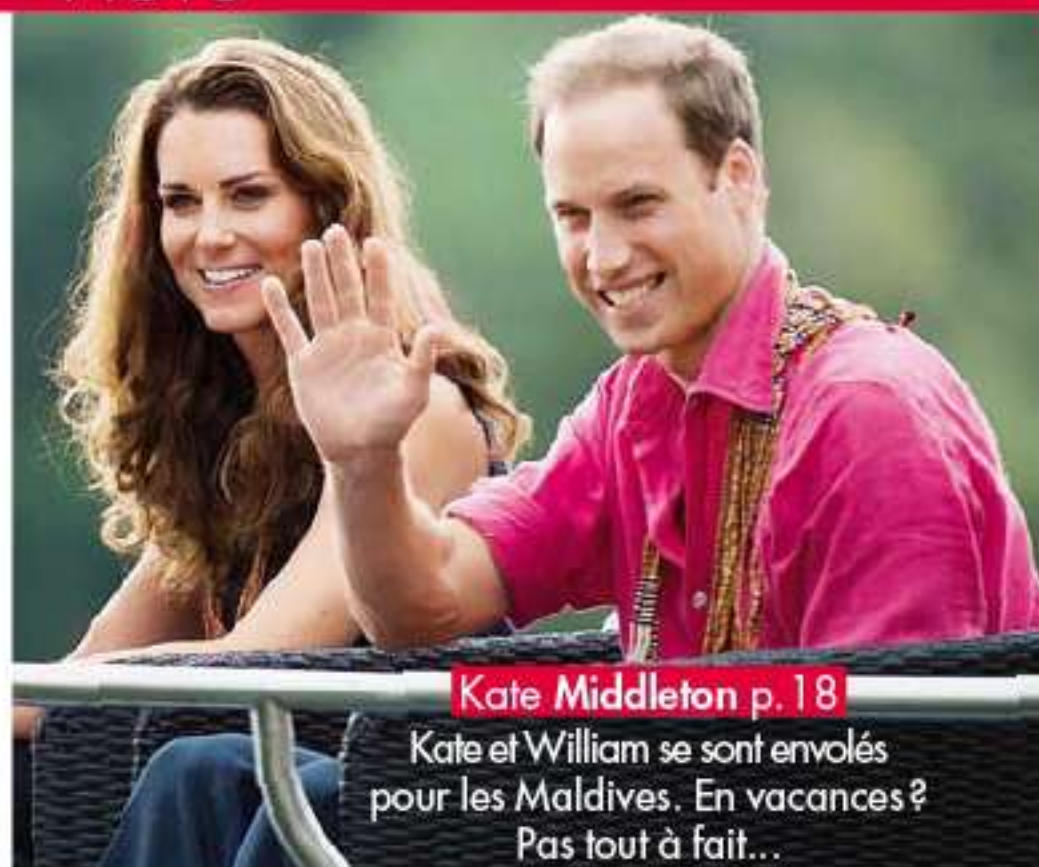 Kate Middleton p.18
Kate et William se sont envolés
pour les Maldives. En vacances?
Pas tout à fait...